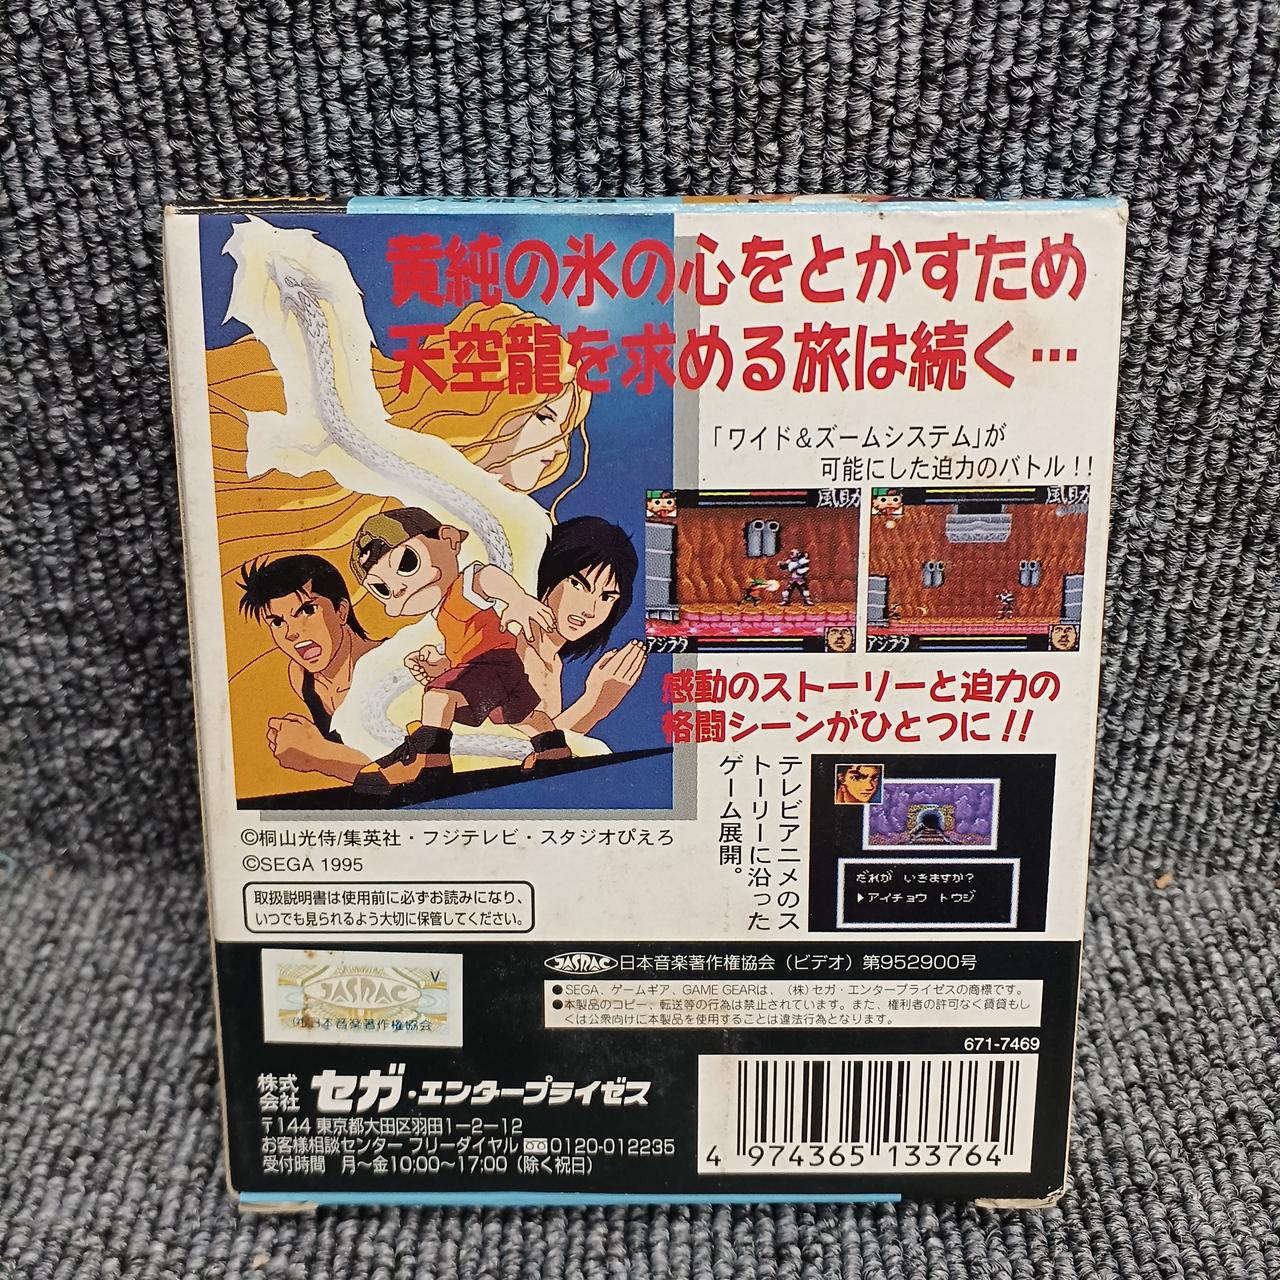 黄純の氷の心をとかすため
天空龍を求める旅は続く…
「ワイド&ズームシステム」が
可能にした迫力のバトル!!
風助
アジラダ
風助
アジラダ
感動のストーリーと迫力の
格闘シーンがひとつに!!
テレビアニメのス
トーリーに沿った
ゲーム展開。
だれが いきますか?
▶アイチョウ トウジ
©桐山光侍/集英社・フジテレビ・スタジオぴえろ
©SEGA 1995
取扱説明書は使用前に必ずお読みになり、
いつでも見られるよう大切に保管してください。
V
JASRAC
(社)日本音楽著作権協会
JASRAC 日本音楽著作権協会(ビデオ)第952900号
●SEGA、ゲームギア、GAME GEARは、(株)セガ・エンタープライゼスの商標です。
●本製品のコピー、転送等の行為は禁止されています。また、権利者の許可なく賃貸もし
くは公衆向けに本製品を使用することは違法行為となります。
671-7469
株式会社 セガ・エンタープライゼス
〒144 東京都大田区羽田1-2-12
お客様相談センター フリーダイヤル 0120-012235
受付時間 月~金10:00~17:00(除く祝日)
4 974365 133764